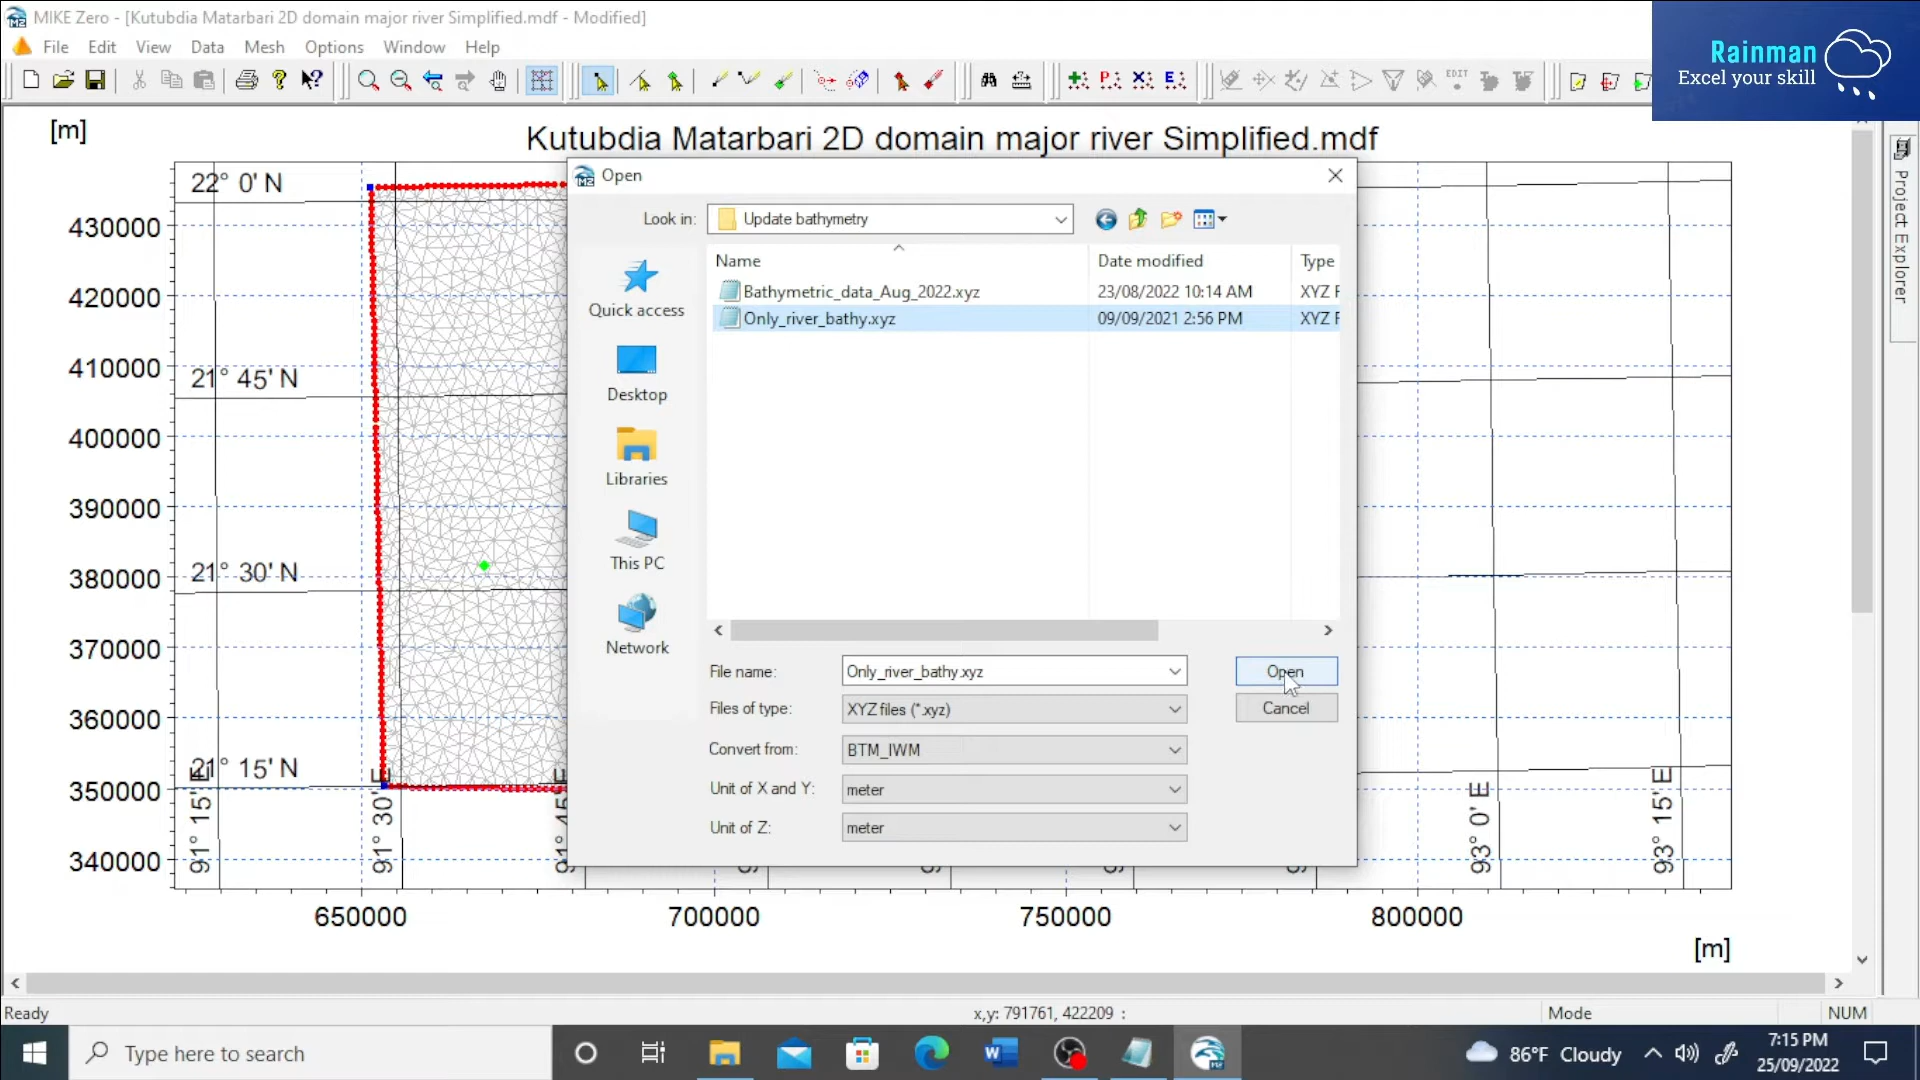 MIKE Zero - [Kutubdia Matarbari 2D domain major river Simplified.mdf - Modified]
File Edit View Data Mesh Options Window Help
Rainman
Excel your skill
EDIT
[m]
Kutubdia Matarbari 2D domain major river Simplified.mdf
Project Explorer
22° 0' N
430000
420000
410000
21° 45' N
400000
390000
21° 30' N
380000
370000
360000
21° 15' N
350000
340000
91° 15' E
91° 30' E
91° 45' E
93° 0' E
93° 15' E
650000 700000 750000 800000
[m]
Open
Look in: Update bathymetry
Name Date modified Type
Bathymetric_data_Aug_2022.xyz 23/08/2022 10:14 AM XYZ F
Only_river_bathy.xyz 09/09/2021 2:56 PM XYZ F
Quick access
Desktop
Libraries
This PC
Network
File name: Only_river_bathy.xyz Open
Files of type: XYZ files (*.xyz) Cancel
Convert from: BTM_IWM
Unit of X and Y: meter
Unit of Z: meter
Ready x,y: 791761, 422209 : Mode NUM
Type here to search
86°F Cloudy
7:15 PM
25/09/2022